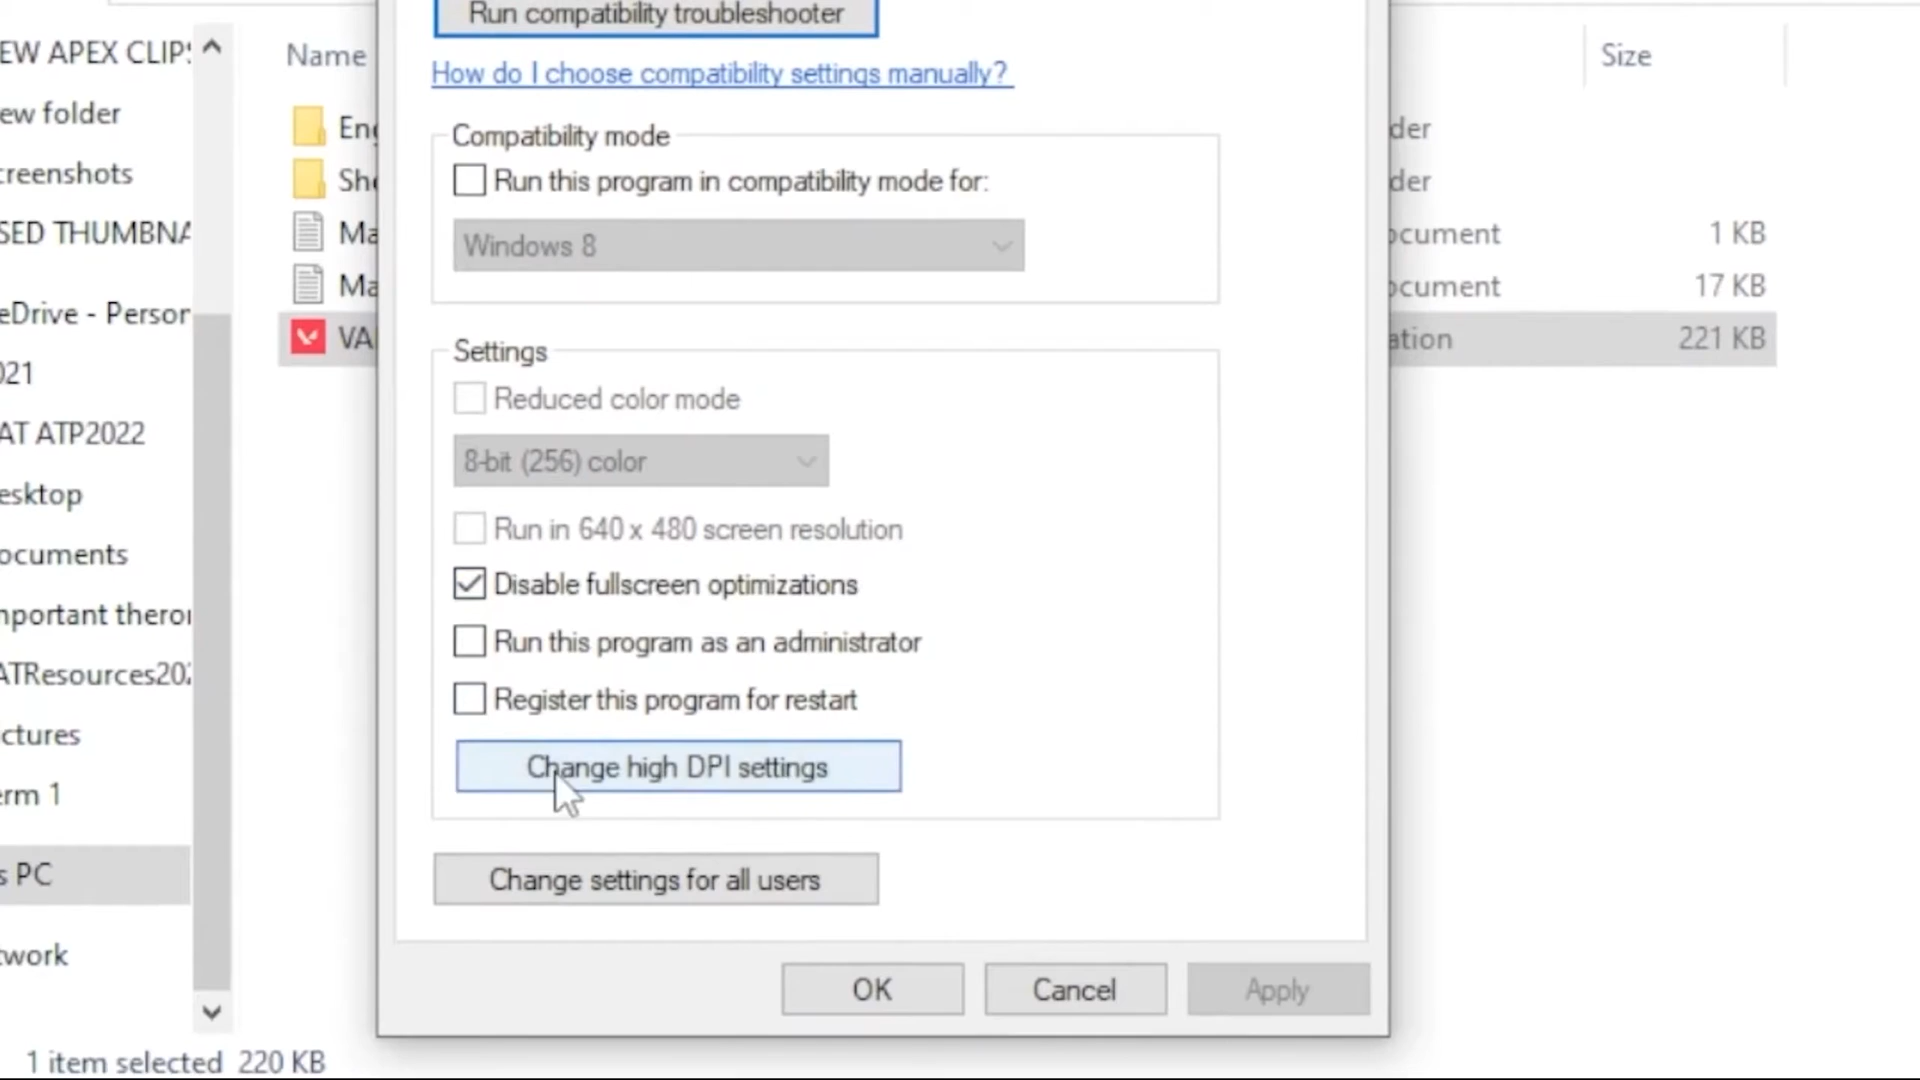 Run compatibility troubleshooter
How do I choose compatibility settings manually?
Compatibility mode
Run this program in compatibility mode for:
Windows 8
Settings
Reduced color mode
8-bit (256) color
Run in 640 x 480 screen resolution
Disable fullscreen optimizations
Run this program as an administrator
Register this program for restart
Change high DPI settings
Change settings for all users
OK Cancel Apply
EW APEX CLIPS
ew folder
creenshots
SED THUMBNA
eDrive - Person
021
AT ATP2022
esktop
ocuments
mportant theror
ATResources202
ictures
erm 1
s PC
twork
Name
Eng
She
Ma
Ma
VAL
Size
der
der
ocument 1 KB
ocument 17 KB
ation 221 KB
1 item selected 220 KB